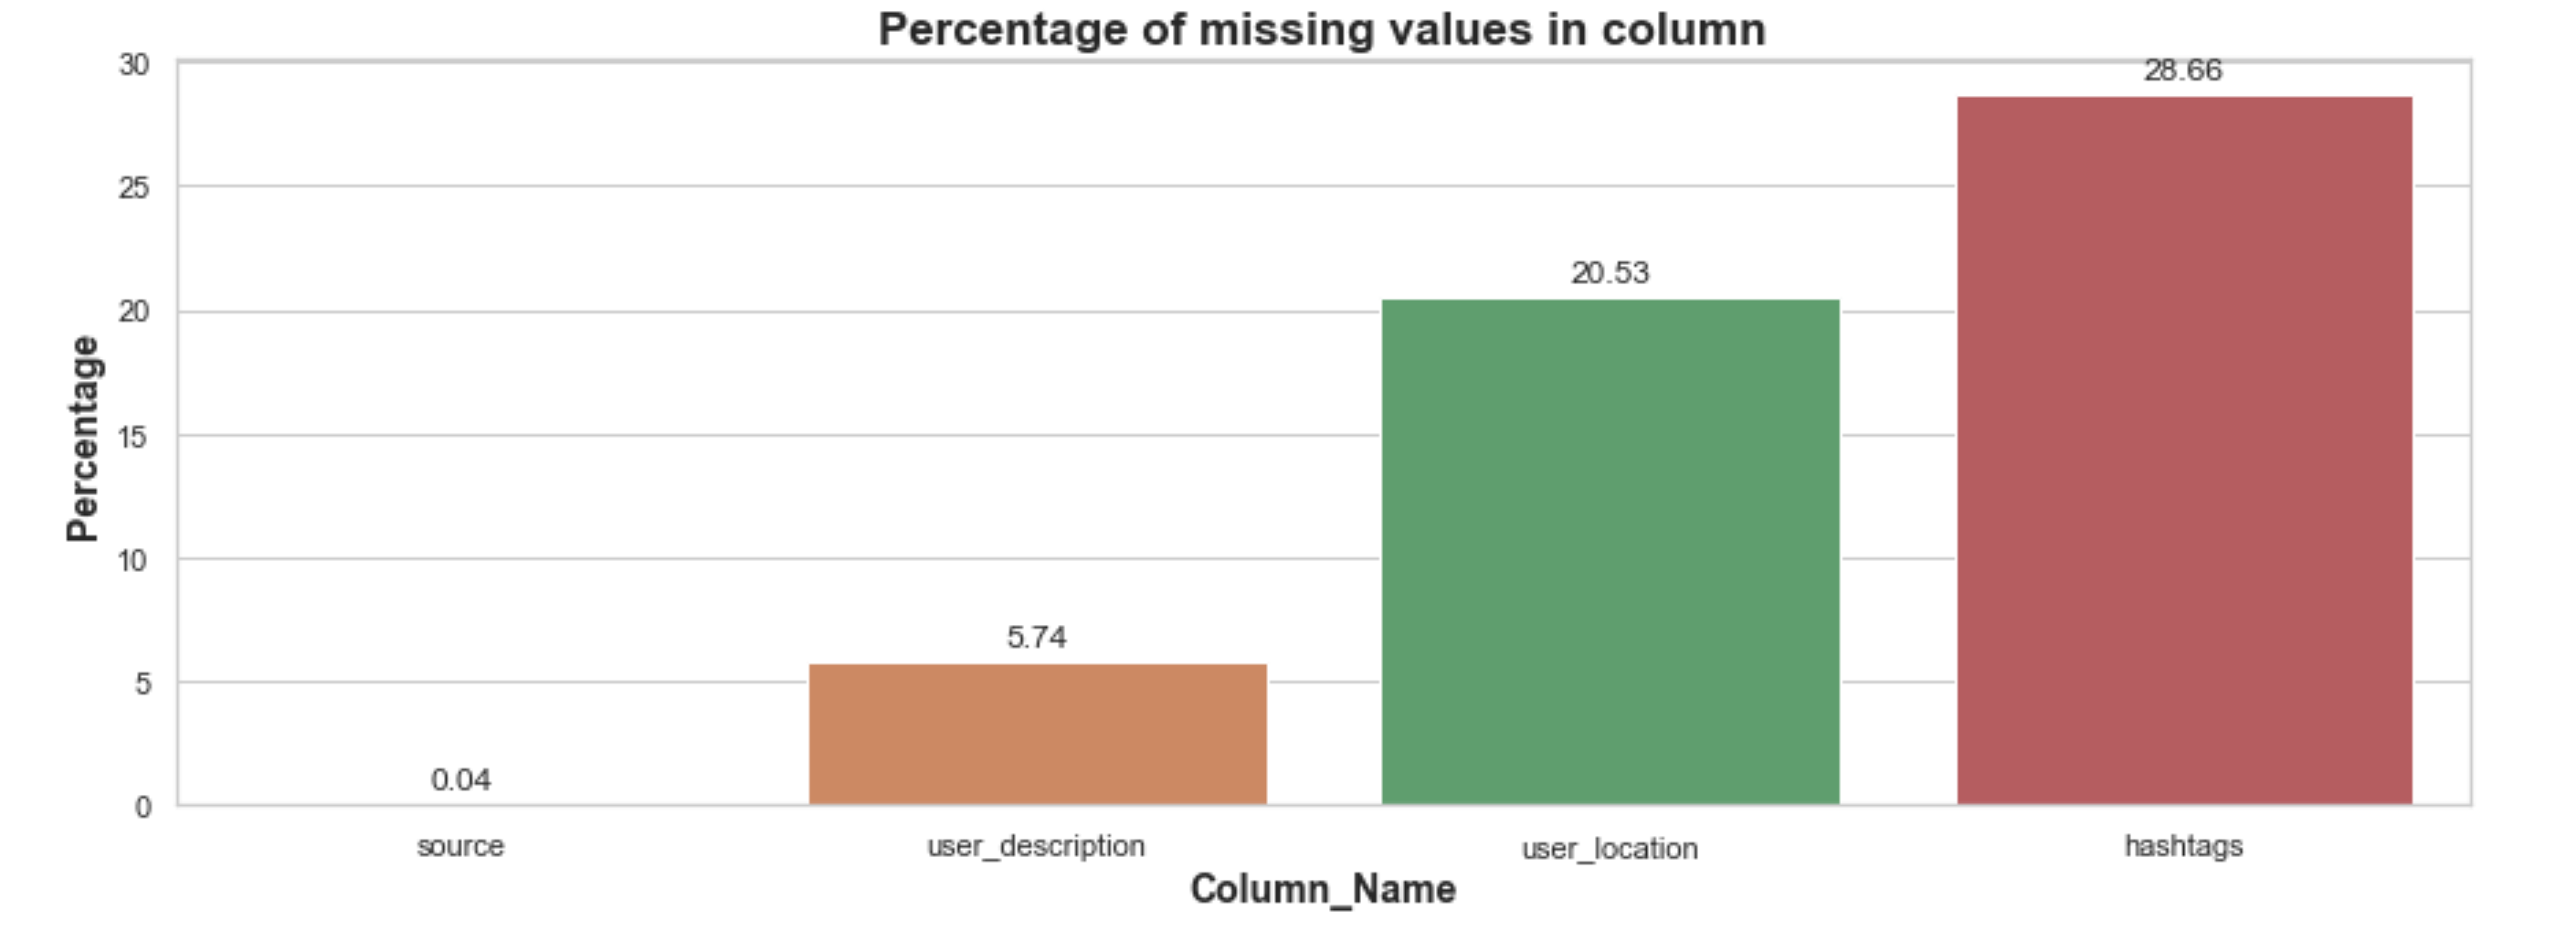 Percentage of missing values in column
Percentage
30
25
20
15
10
5
0
0.04
5.74
20.53
28.66
source
user_description
user_location
hashtags
Column_Name